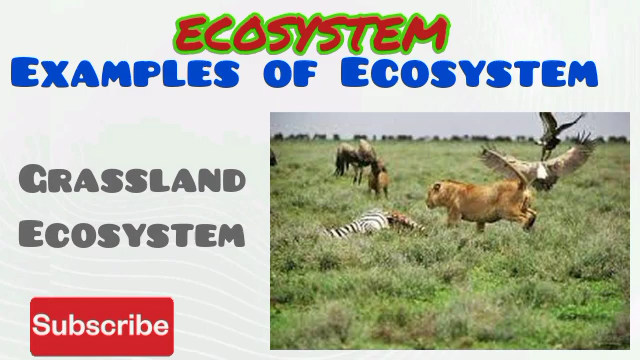 ECOSYSTEM
EXAMPLES OF ECOSYSTEM
GRASSLAND
ECOSYSTEM
Subscribe